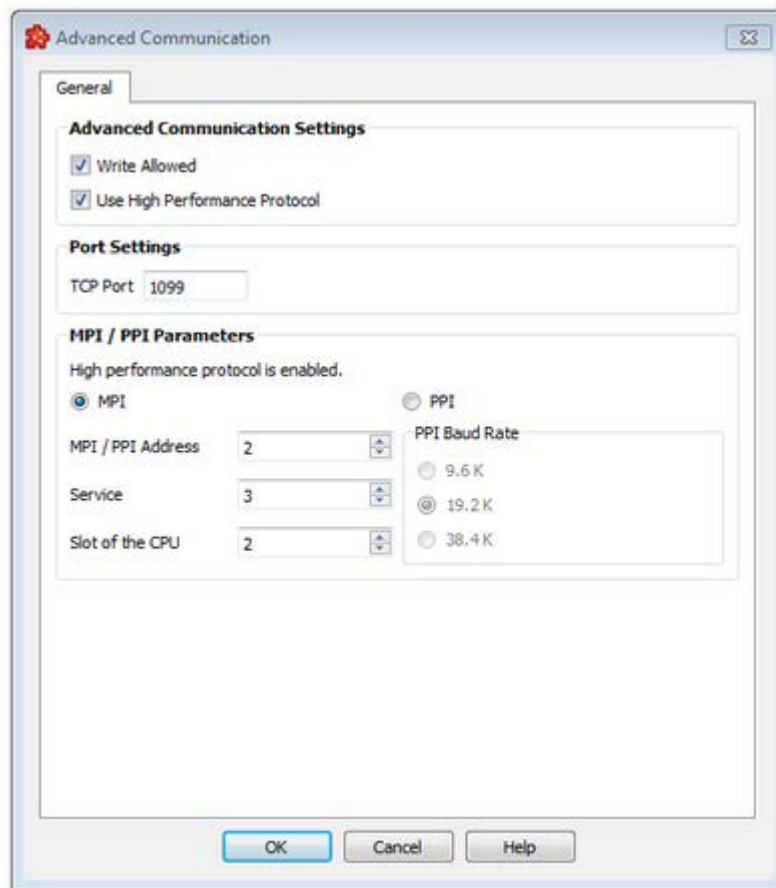 Advanced Communication
General
Advanced Communication Settings
Write Allowed
Use High Performance Protocol
Port Settings
TCP Port 1099
MPI / PPI Parameters
High performance protocol is enabled.
MPI PPI
MPI / PPI Address 2 PPI Baud Rate
9.6 K
Service 3 19.2 K
Slot of the CPU 2 38.4 K
OK Cancel Help